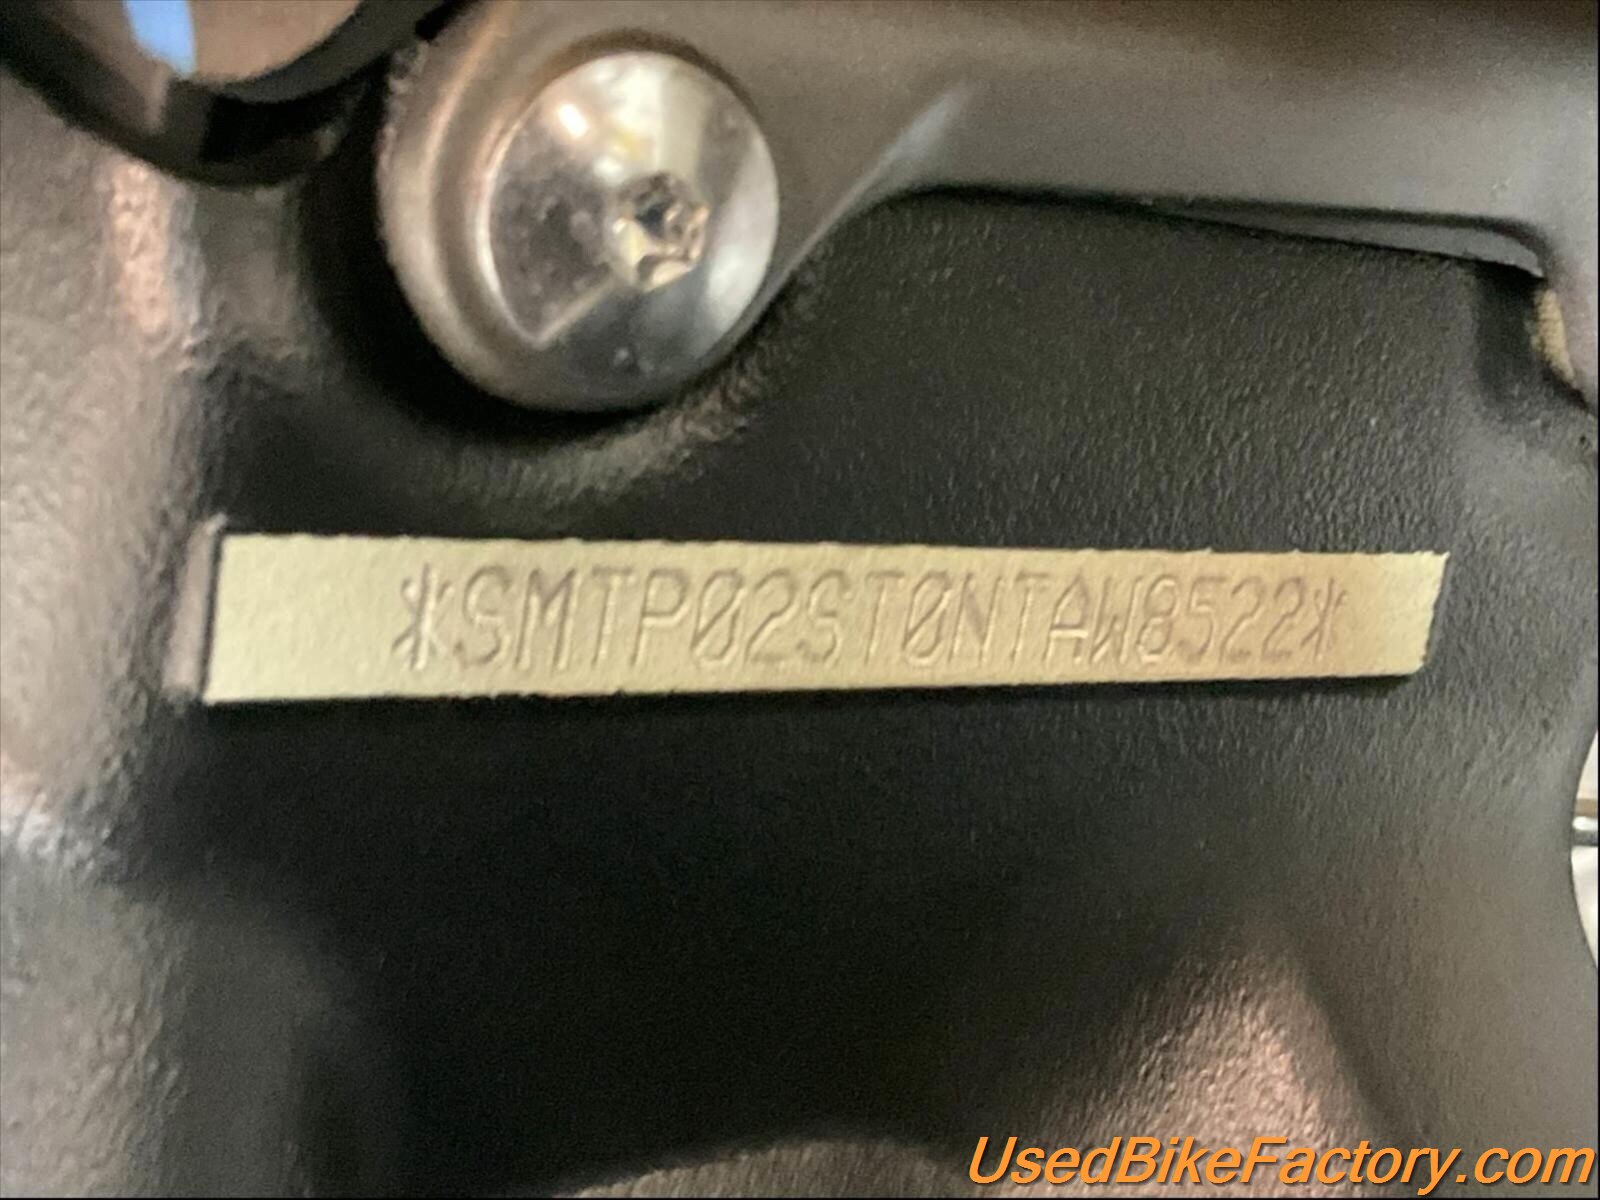 *SMTP02ST0NTAW8522*
UsedBikeFactory.com